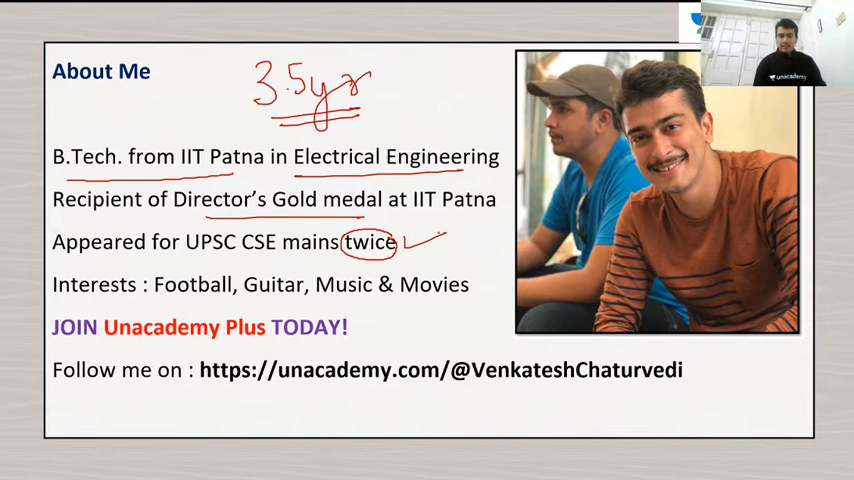 unacademy
About Me
3.5yr
B.Tech. from IIT Patna in Electrical Engineering
Recipient of Director's Gold medal at IIT Patna
Appeared for UPSC CSE mains twice
Interests : Football, Guitar, Music & Movies
JOIN Unacademy Plus TODAY!
Follow me on : https://unacademy.com/@VenkateshChaturvedi